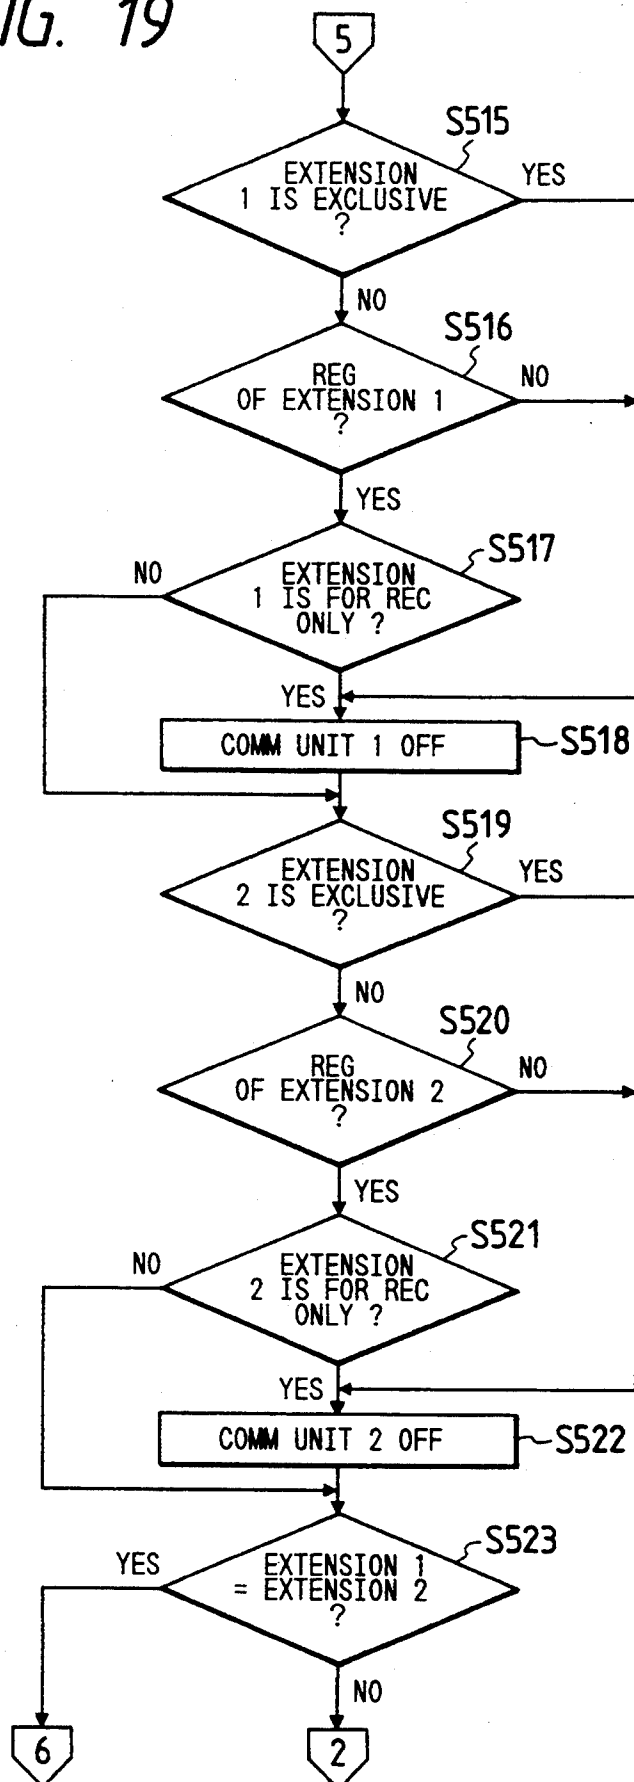 IG. 19
5
S515
EXTENSION
1 IS EXCLUSIVE
?
YES
NO
S516
REG
OF EXTENSION 1
?
NO
YES
S517
EXTENSION
1 IS FOR REC
ONLY ?
NO
YES
COMM UNIT 1 OFF
S518
S519
EXTENSION
2 IS EXCLUSIVE
?
YES
NO
S520
REG
OF EXTENSION 2
?
NO
YES
S521
EXTENSION
2 IS FOR REC
ONLY ?
NO
YES
COMM UNIT 2 OFF
S522
S523
EXTENSION 1
= EXTENSION 2
?
YES
NO
6
2